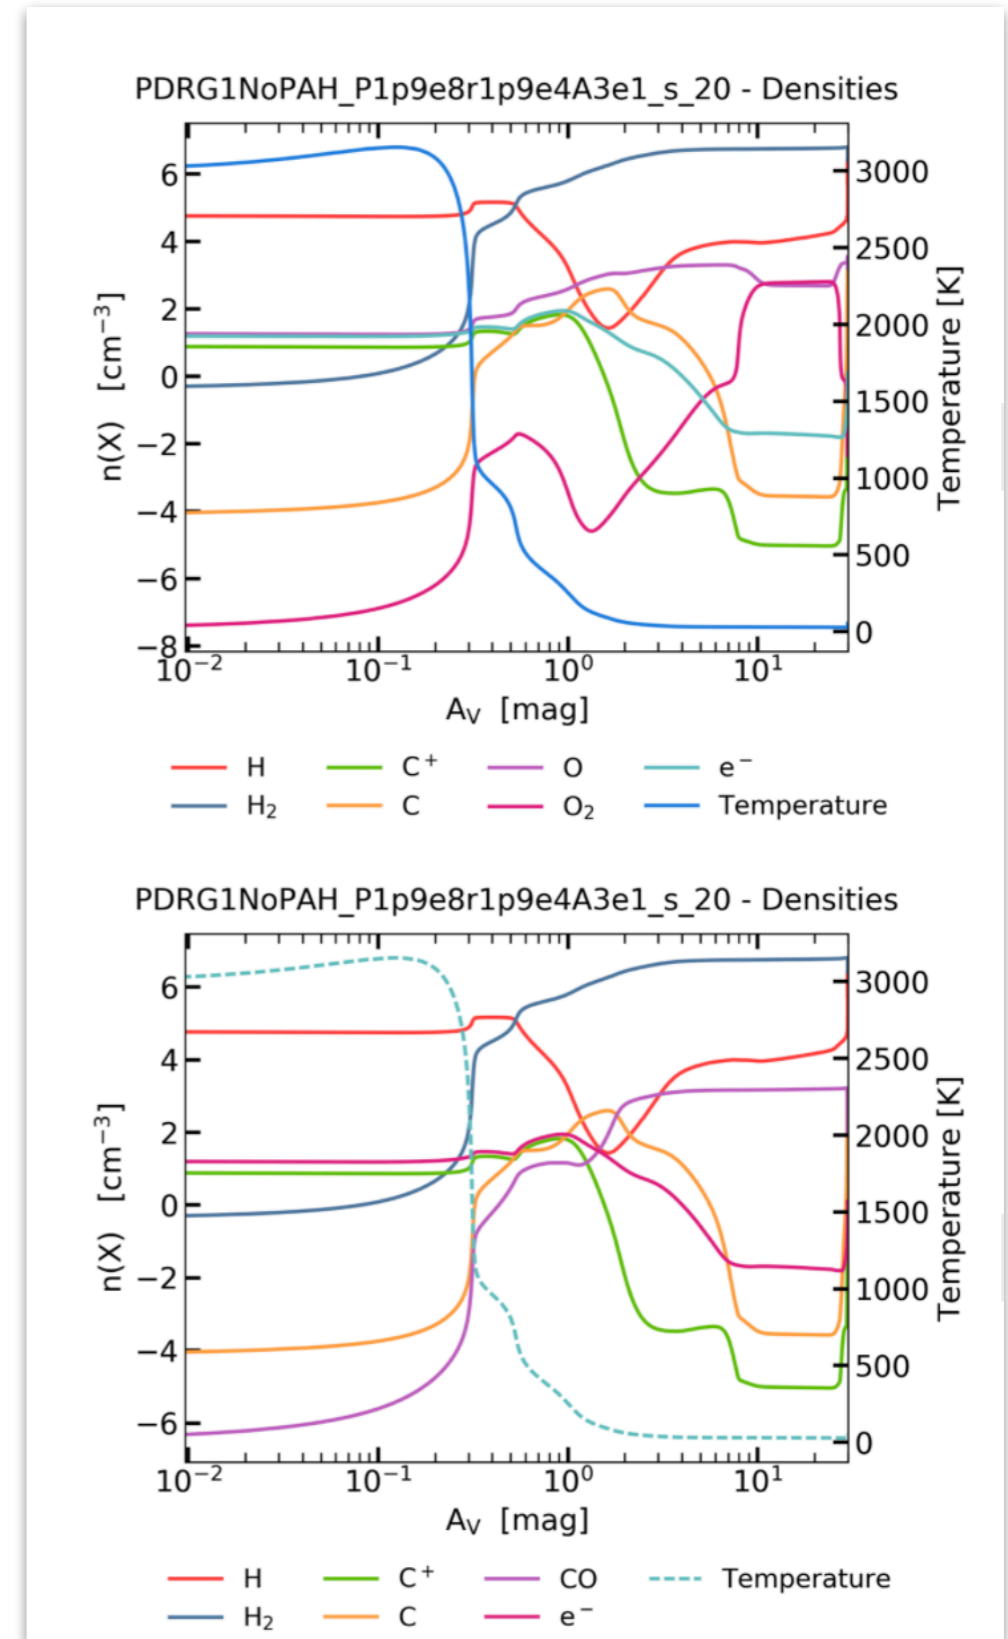 PDRG1NoPAH_P1p9e8r1p9e4A3e1_s_20 - Densities
6
4
2
0
−2
−4
−6
−8
n(X) [cm⁻³]
3000
2500
2000
1500
1000
500
0
Temperature [K]
10⁻² 10⁻¹ 10⁰ 10¹
A_V [mag]
H C⁺ O e⁻
H₂ C O₂ Temperature
PDRG1NoPAH_P1p9e8r1p9e4A3e1_s_20 - Densities
6
4
2
0
−2
−4
−6
n(X) [cm⁻³]
3000
2500
2000
1500
1000
500
0
Temperature [K]
10⁻² 10⁻¹ 10⁰ 10¹
A_V [mag]
H C⁺ CO Temperature
H₂ C e⁻